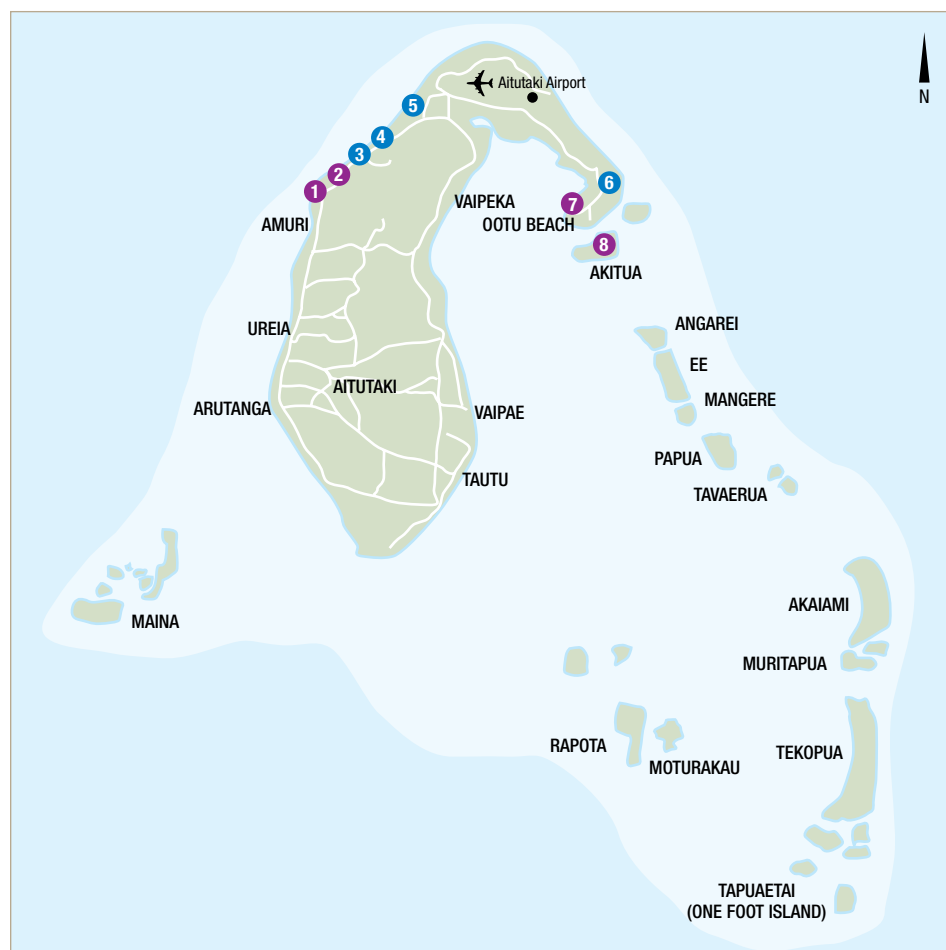 Aitutaki Airport
N
5
4
3
2
1
6
7
8
AMURI
VAIPEKA
OOTU BEACH
AKITUA
UREIA
ANGAREI
EE
AITUTAKI
MANGERE
ARUTANGA
VAIPAE
PAPUA
TAUTU
TAVAERUA
AKAIAMI
MAINA
MURITAPUA
RAPOTA
MOTURAKAU
TEKOPUA
TAPUAETAI
(ONE FOOT ISLAND)